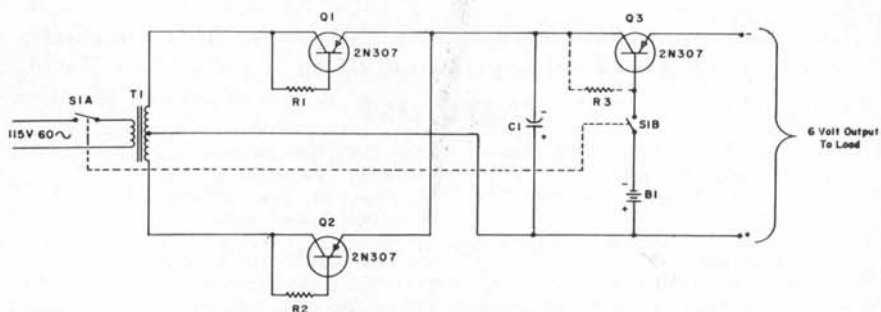 Q1
2N307
R1
S1A
T1
115V 60~
Q2
2N307
R2
Q3
2N307
R3
-
C1
+
S1B
-
B1
+
-
+
6 Volt Output
To Load